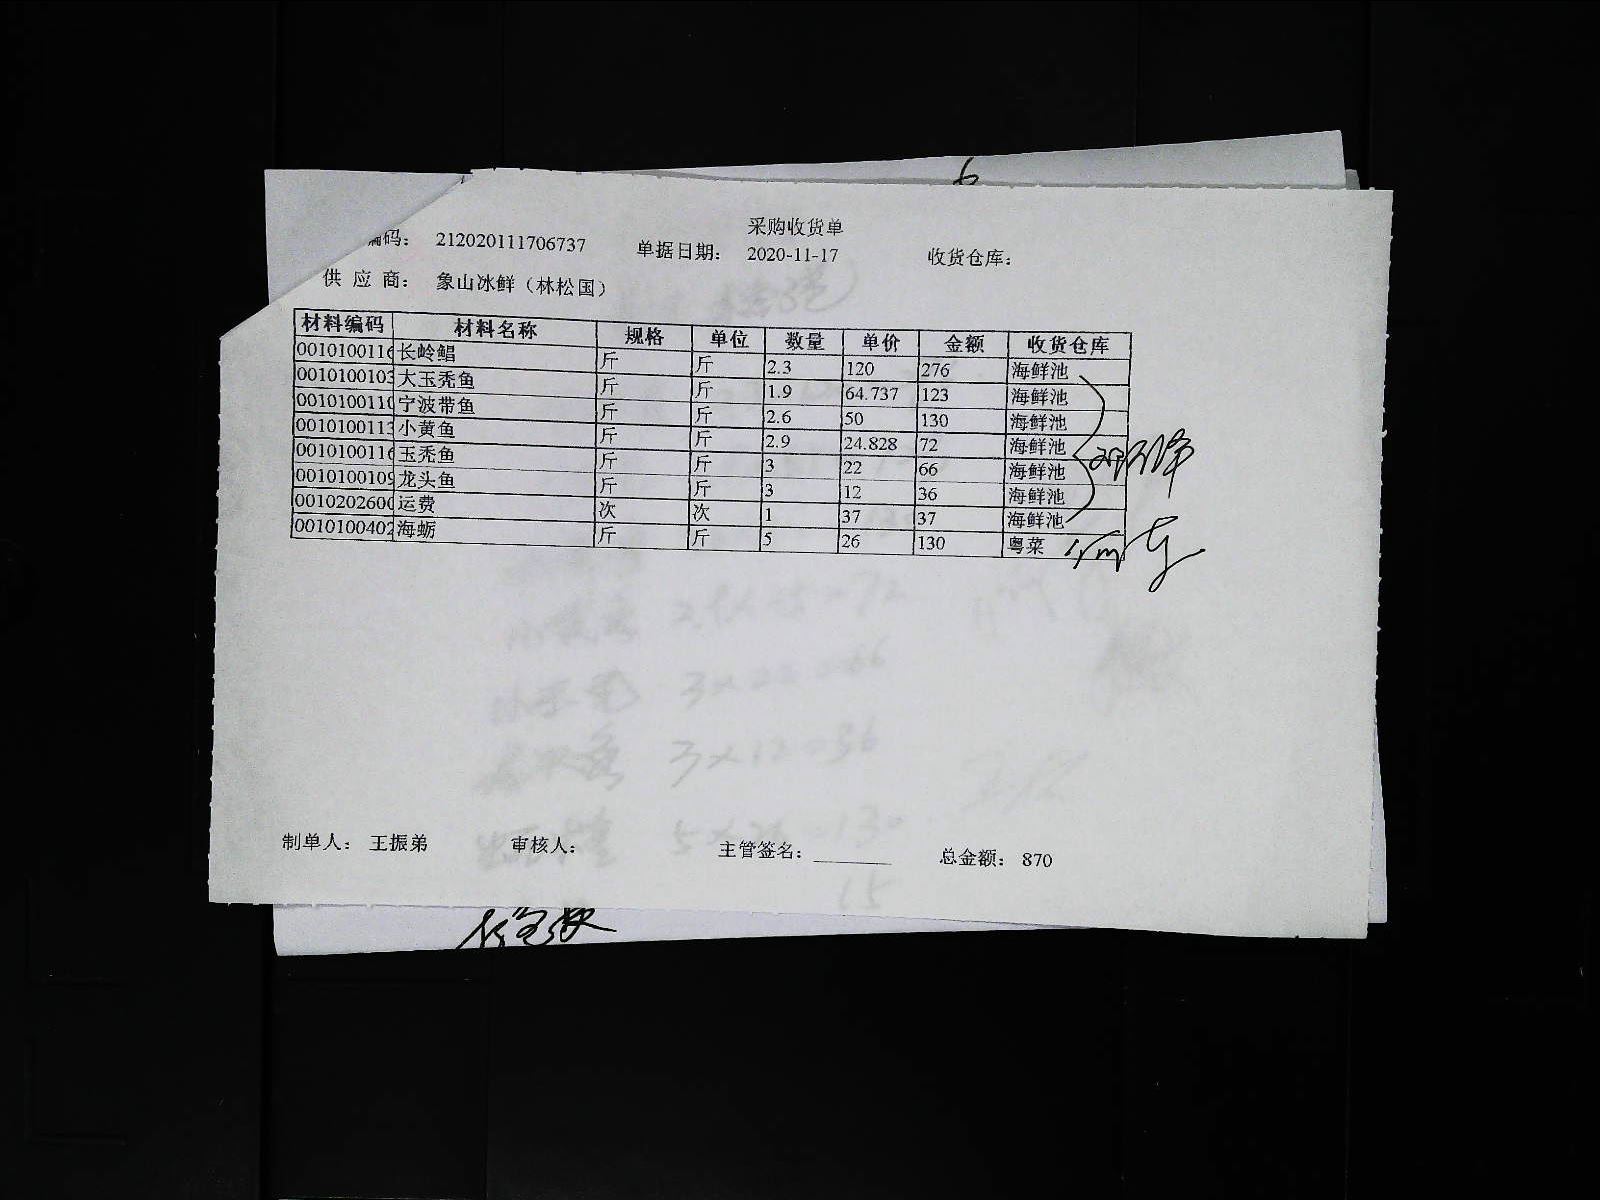 采购收货单
编码： 212020111706737 单据日期： 2020-11-17 收货仓库：
供 应 商： 象山冰鲜（林松国）
材料编码 材料名称 规格 单位 数量 单价 金额 收货仓库
0010100116 长岭鲳 斤 斤 2.3 120 276 海鲜池
0010100103 大玉秃鱼 斤 斤 1.9 64.737 123 海鲜池
0010100110 宁波带鱼 斤 斤 2.6 50 130 海鲜池
0010100113 小黄鱼 斤 斤 2.9 24.828 72 海鲜池
0010100116 玉秃鱼 斤 斤 3 22 66 海鲜池
0010100109 龙头鱼 斤 斤 3 12 36 海鲜池
0010202600 运费 次 次 1 37 37 海鲜池
0010100402 海蛎 斤 斤 5 26 130 粤菜
制单人： 王振弟 审核人： 主管签名： 总金额： 870